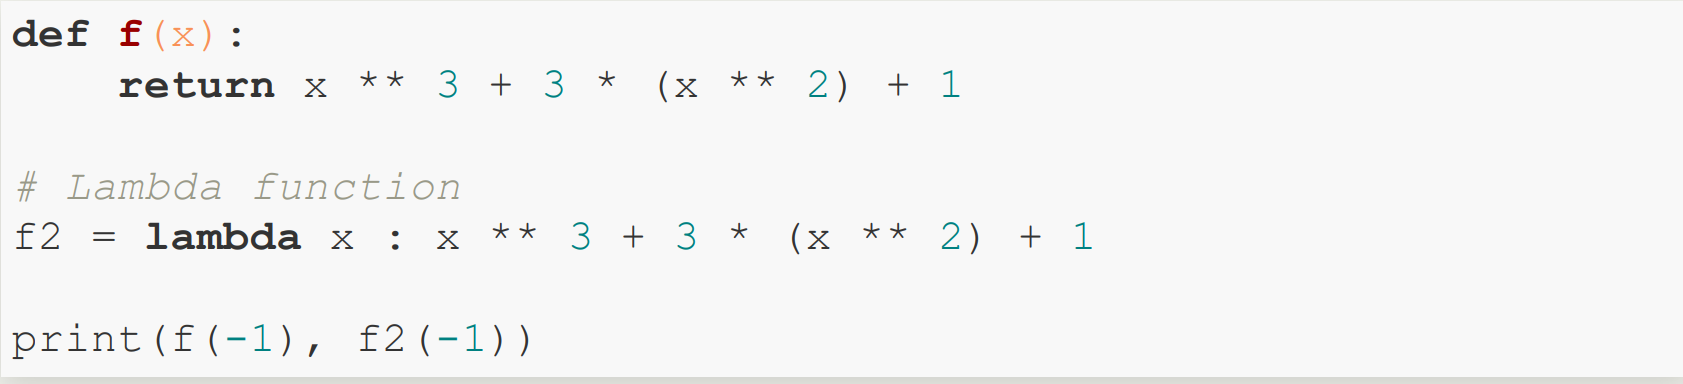 def f(x):
    return x ** 3 + 3 * (x ** 2) + 1
# Lambda function
f2 = lambda x : x ** 3 + 3 * (x ** 2) + 1
print(f(-1), f2(-1))